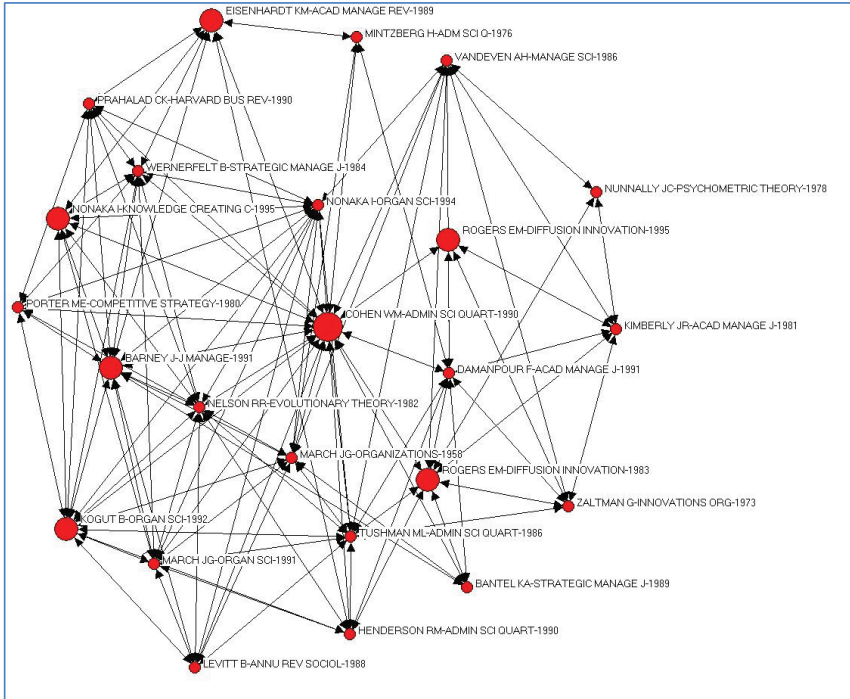 EISENHARDT KM-ACAD MANAGE REV-1989
MINTZBERG H-ADM SCI Q-1976
VANDEVEN AH-MANAGE SCI-1986
PRAHALAD CK-HARVARD BUS REV-1990
WERNERFELT B-STRATEGIC MANAGE J-1984
NUNNALLY JC-PSYCHOMETRIC THEORY-1978
NONAKA I-ORGAN SCI-1994
NONAKA I-KNOWLEDGE CREATING C-1995
ROGERS EM-DIFFUSION INNOVATION-1995
PORTER ME-COMPETITIVE STRATEGY-1980
COHEN WM-ADMIN SCI QUART-1990
KIMBERLY JR-ACAD MANAGE J-1981
BARNEY J-J MANAGE-1991
DAMANPOUR F-ACAD MANAGE J-1991
NELSON RR-EVOLUTIONARY THEORY-1982
MARCH JG-ORGANIZATIONS-1958
ROGERS EM-DIFFUSION INNOVATION-1983
ZALTMAN G-INNOVATIONS ORG-1973
KOGUT B-ORGAN SCI-1992
TUSHMAN ML-ADMIN SCI QUART-1986
MARCH JG-ORGAN SCI-1991
BANTEL KA-STRATEGIC MANAGE J-1989
HENDERSON RM-ADMIN SCI QUART-1990
LEVITT B-ANNU REV SOCIOL-1988